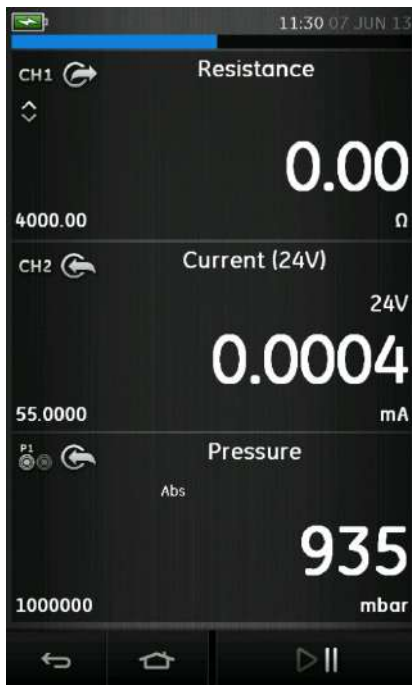 11:30 07 JUN 13
CH1 Resistance
0.00
4000.00 Ω
CH2 Current (24V)
24V
0.0004
55.0000 mA
P1 Pressure
Abs
935
1000000 mbar